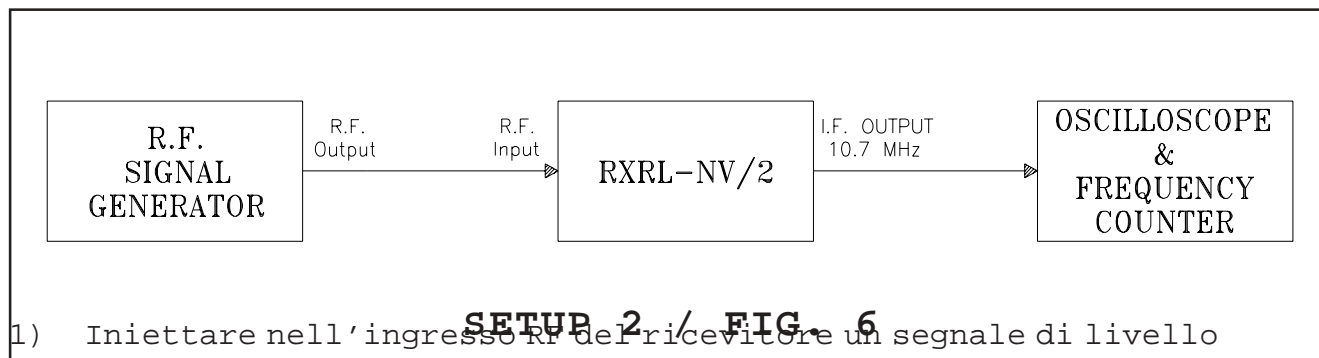 R.F.
SIGNAL
GENERATOR
R.F.
Output
R.F.
Input
RXRL-NV/2
I.F. OUTPUT
10.7 MHz
OSCILLOSCOPE
&
FREQUENCY
COUNTER
SETUP 2 / FIG. 6
1) Iniettare nell'ingresso RF del ricevitore un segnale di livello